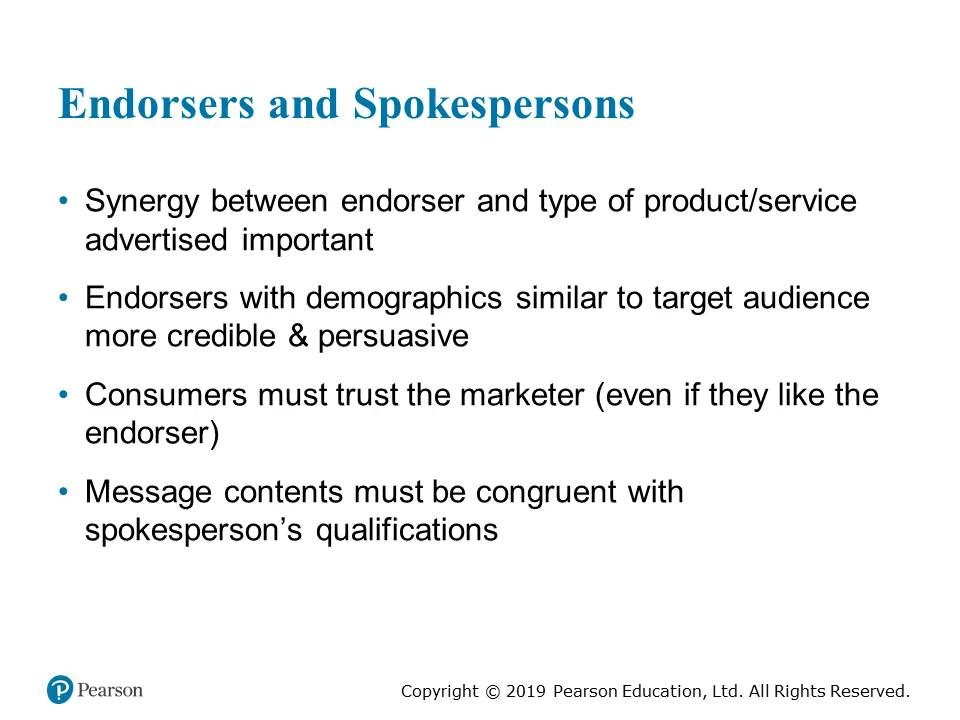 Endorsers and Spokespersons
• Synergy between endorser and type of product/service
advertised important
• Endorsers with demographics similar to target audience
more credible & persuasive
• Consumers must trust the marketer (even if they like the
endorser)
• Message contents must be congruent with
spokesperson’s qualifications
P Pearson
Copyright © 2019 Pearson Education, Ltd. All Rights Reserved.